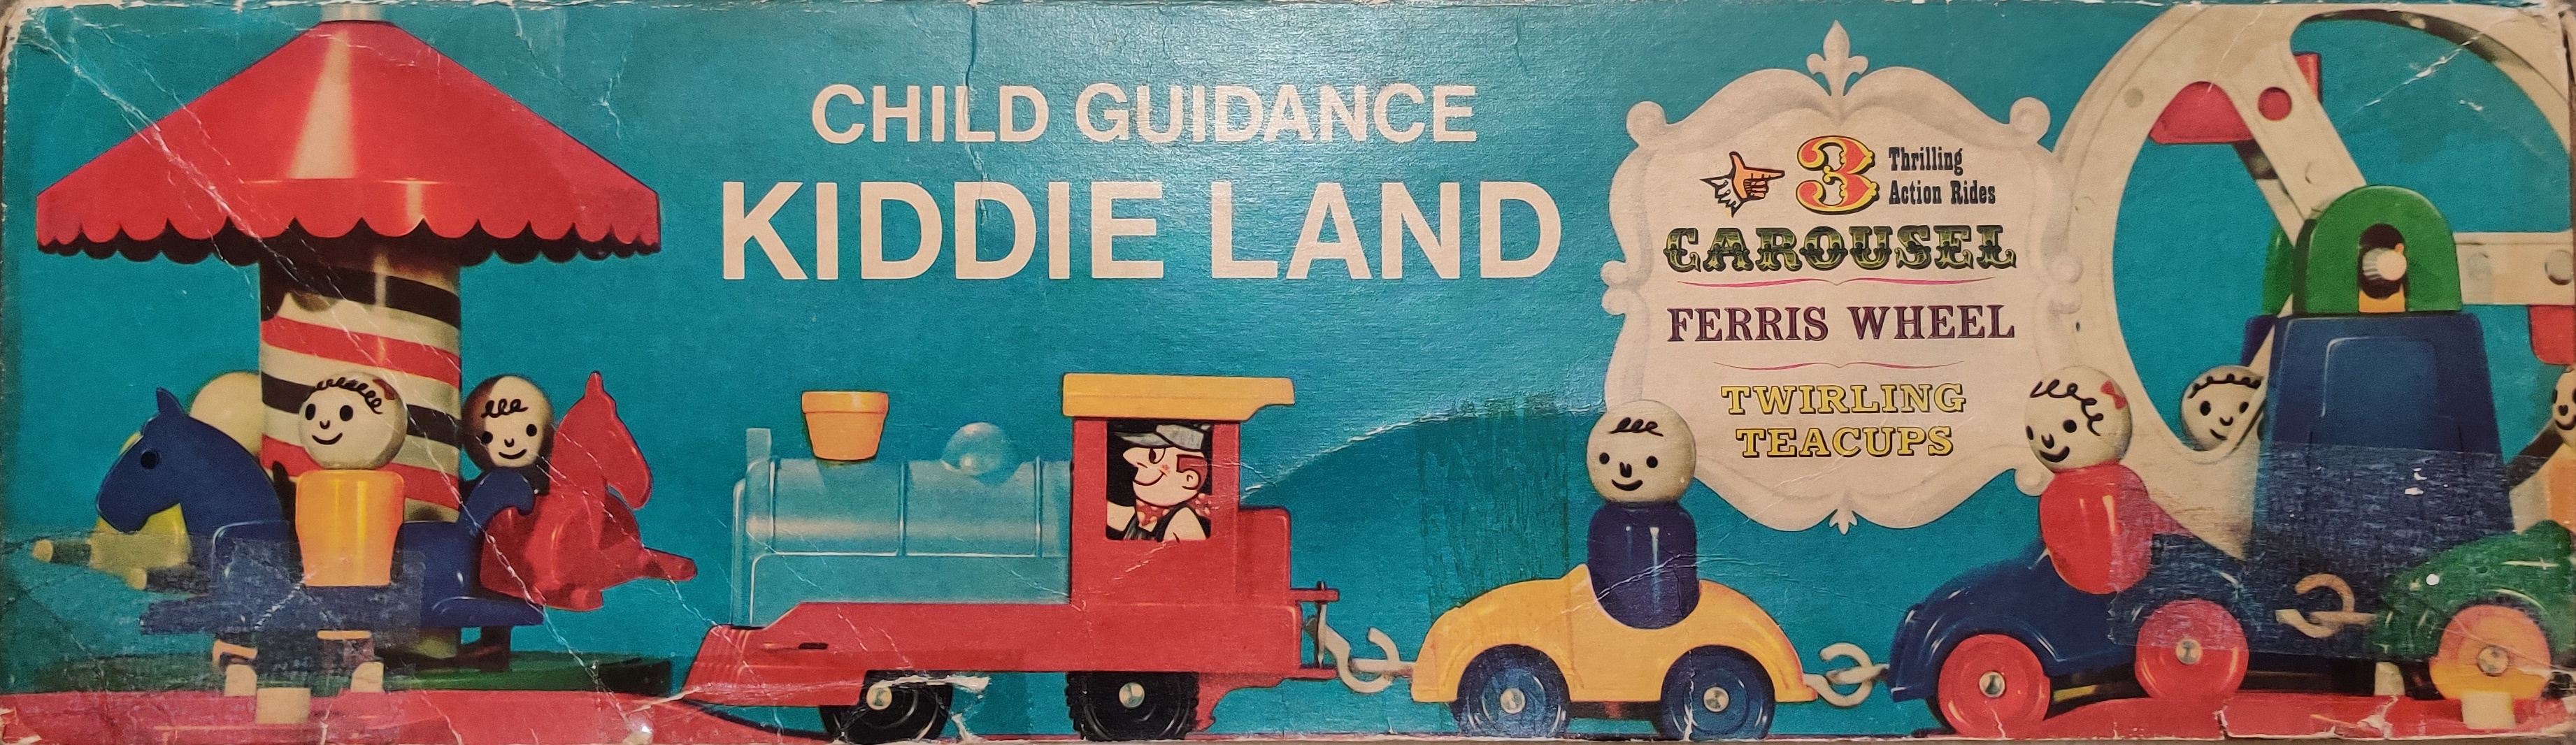 CHILD GUIDANCE
KIDDIE LAND
3 Thrilling
Action Rides
CAROUSEL
FERRIS WHEEL
TWIRLING
TEACUPS